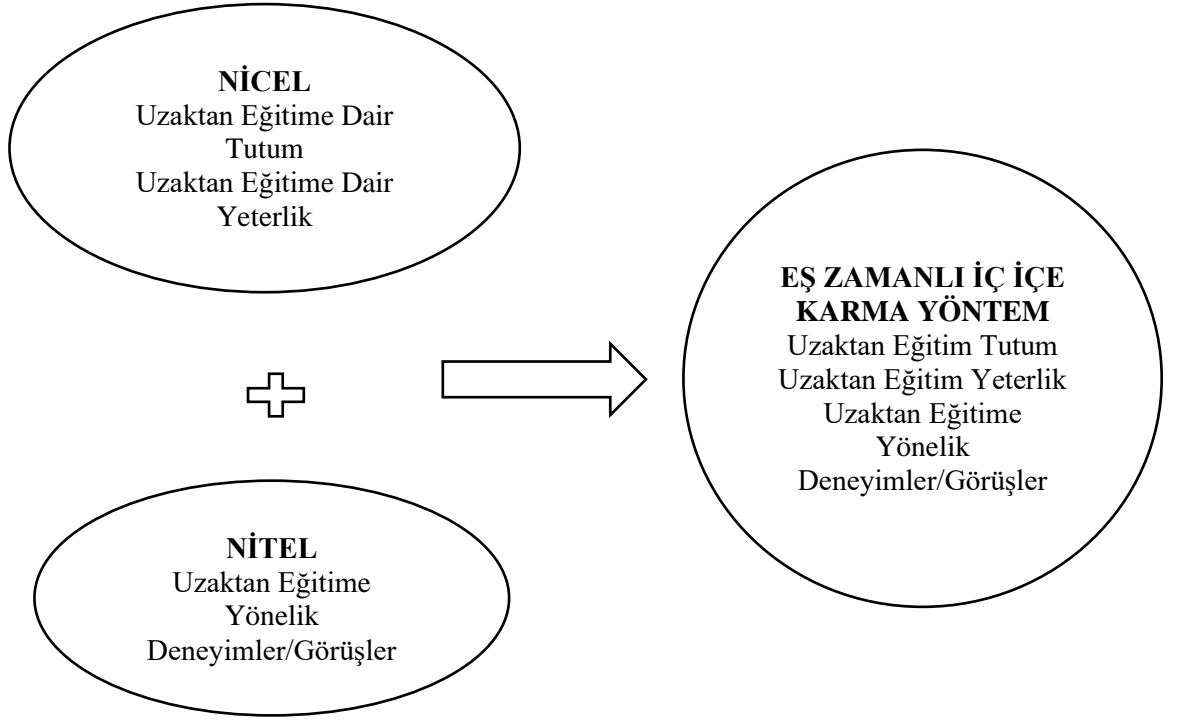 NİCEL
Uzaktan Eğitime Dair
Tutum
Uzaktan Eğitime Dair
Yeterlik
NİTEL
Uzaktan Eğitime
Yönelik
Deneyimler/Görüşler
EŞ ZAMANLI İÇ İÇE
KARMA YÖNTEM
Uzaktan Eğitim Tutum
Uzaktan Eğitim Yeterlik
Uzaktan Eğitime
Yönelik
Deneyimler/Görüşler